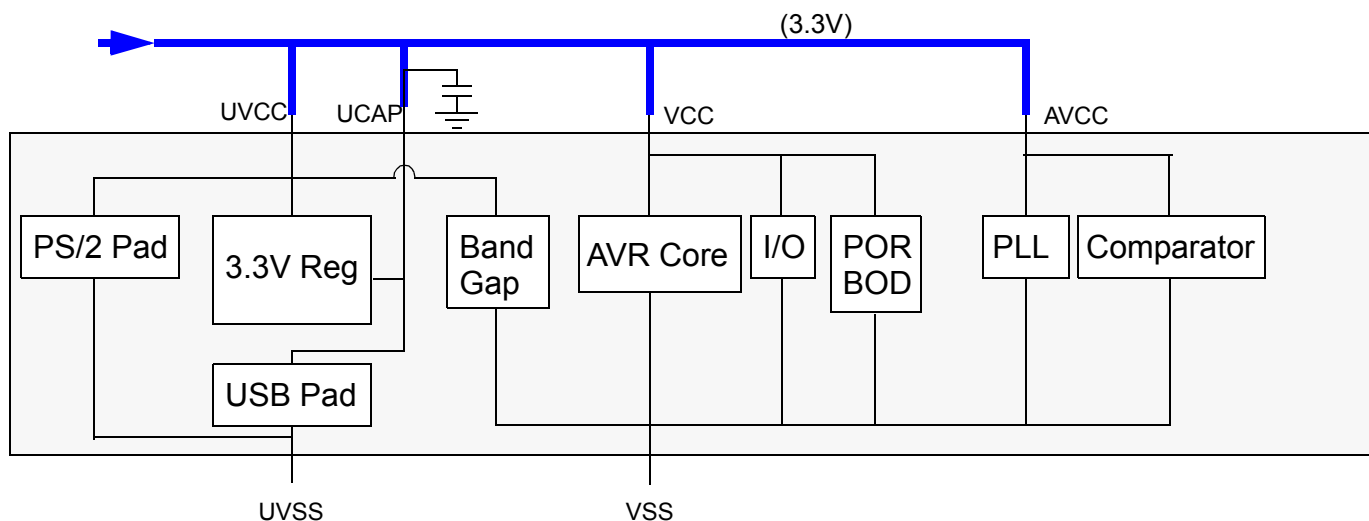 (3.3V)
UVCC
UCAP
VCC
AVCC
PS/2 Pad
3.3V Reg
Band
Gap
AVR Core
I/O
POR
BOD
PLL
Comparator
USB Pad
UVSS
VSS